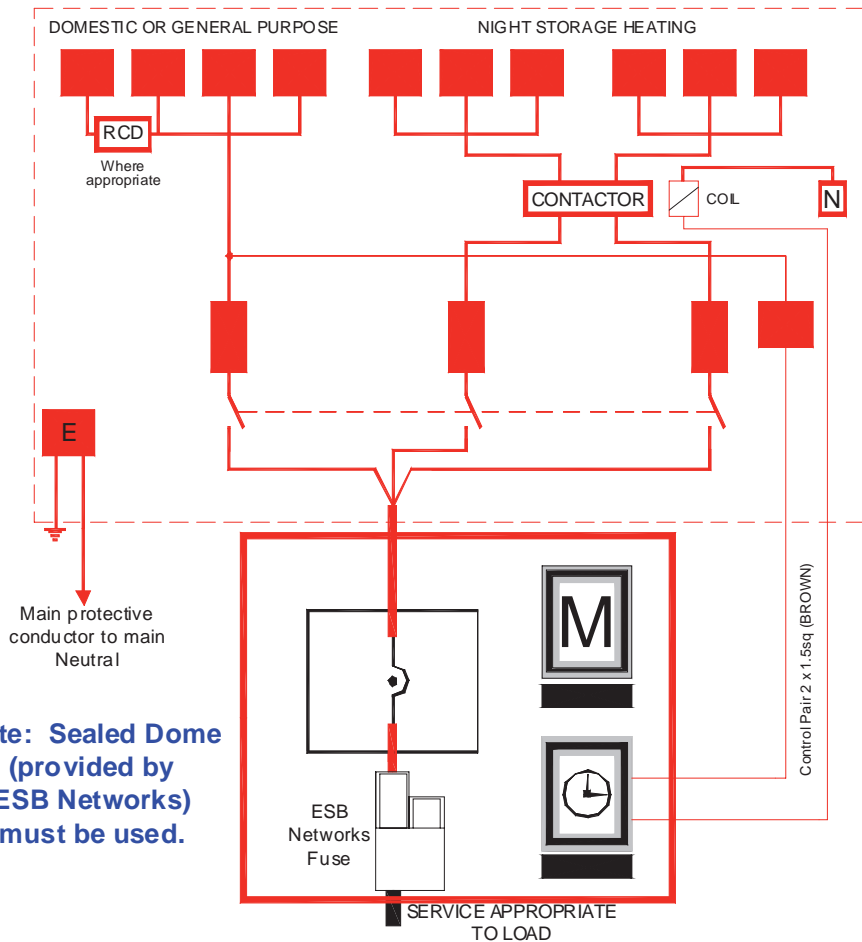 DOMESTIC OR GENERAL PURPOSE
NIGHT STORAGE HEATING
RCD
Where
appropriate
CONTACTOR
COIL
N
E
Main protective
conductor to main
Neutral
M
Control Pair 2 x 1.5sq (BROWN)
te: Sealed Dome
(provided by
ESB Networks)
must be used.
ESB
Networks
Fuse
SERVICE APPROPRIATE
TO LOAD